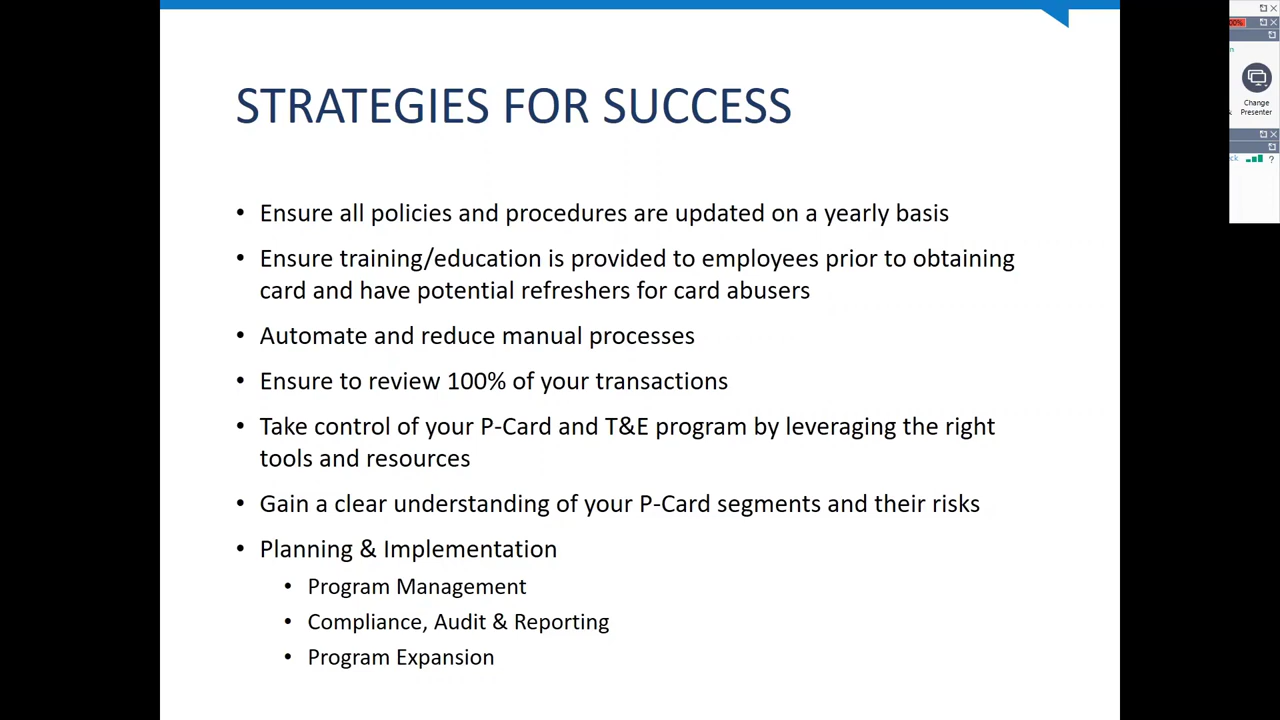 STRATEGIES FOR SUCCESS
• Ensure all policies and procedures are updated on a yearly basis
• Ensure training/education is provided to employees prior to obtaining
card and have potential refreshers for card abusers
• Automate and reduce manual processes
• Ensure to review 100% of your transactions
• Take control of your P-Card and T&E program by leveraging the right
tools and resources
• Gain a clear understanding of your P-Card segments and their risks
• Planning & Implementation
• Program Management
• Compliance, Audit & Reporting
• Program Expansion
Change
Presenter
?